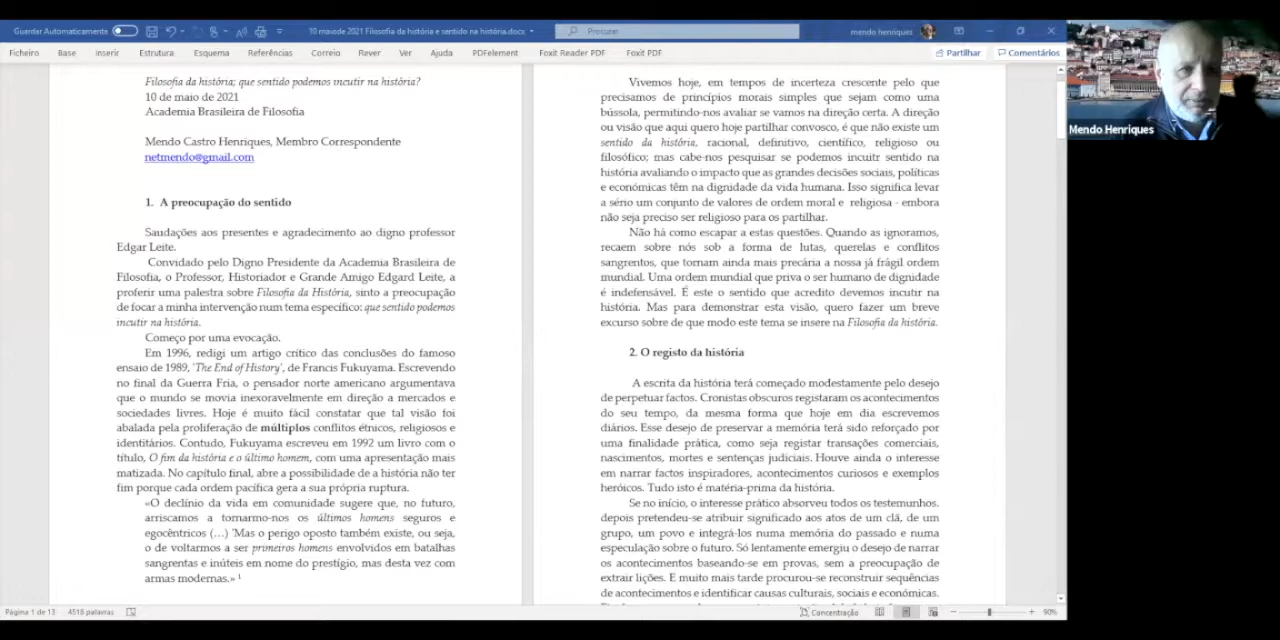 Guardar Automaticamente
10 maiode 2021 Filosofia da história e sentido na história.docx
Procurar
mendo henriques
Ficheiro Base Inserir Estrutura Esquema Referências Correio Rever Ver Ajuda PDFelement Foxit Reader PDF Foxit PDF Partilhar Comentários
Filosofia da história; que sentido podemos incutir na história?
10 de maio de 2021
Academia Brasileira de Filosofia
Mendo Castro Henriques, Membro Correspondente
netmendo@gmail.com
1. A preocupação do sentido
Saudações aos presentes e agradecimento ao digno professor
Edgar Leite.
Convidado pelo Digno Presidente da Academia Brasileira de
Filosofia, o Professor, Historiador e Grande Amigo Edgard Leite, a
proferir uma palestra sobre Filosofia da História, sinto a preocupação
de focar a minha intervenção num tema específico: que sentido podemos
incutir na história.
Começo por uma evocação.
Em 1996, redigi um artigo crítico das conclusões do famoso
ensaio de 1989, 'The End of History', de Francis Fukuyama. Escrevendo
no final da Guerra Fria, o pensador norte americano argumentava
que o mundo se movia inexoravelmente em direção a mercados e
sociedades livres. Hoje é muito fácil constatar que tal visão foi
abalada pela proliferação de múltiplos conflitos étnicos, religiosos e
identitários. Contudo, Fukuyama escreveu em 1992 um livro com o
título, O fim da história e o último homem, com uma apresentação mais
matizada. No capítulo final, abre a possibilidade de a história não ter
fim porque cada ordem pacífica gera a sua própria ruptura.
«O declínio da vida em comunidade sugere que, no futuro,
arriscamos a tornarmo-nos os últimos homens seguros e
egocêntricos (...) 'Mas o perigo oposto também existe, ou seja,
o de voltarmos a ser primeiros homens envolvidos em batalhas
sangrentas e inúteis em nome do prestígio, mas desta vez com
armas modernas.» 1
Vivemos hoje, em tempos de incerteza crescente pelo que
precisamos de princípios morais simples que sejam como uma
bússola, permitindo-nos avaliar se vamos na direção certa. A direção
ou visão que aqui quero hoje partilhar convosco, é que não existe um
sentido da história, racional, definitivo, científico, religioso ou
filosófico; mas cabe-nos pesquisar se podemos incuitr sentido na
história avaliando o impacto que as grandes decisões sociais, políticas
e económicas têm na dignidade da vida humana. Isso significa levar
a sério um conjunto de valores de ordem moral e religiosa - embora
não seja preciso ser religioso para os partilhar.
Não há como escapar a estas questões. Quando as ignoramos,
recaem sobre nós sob a forma de lutas, querelas e conflitos
sangrentos, que tornam ainda mais precária a nossa já frágil ordem
mundial. Uma ordem mundial que priva o ser humano de dignidade
é indefensável. É este o sentido que acredito devemos incutir na
história. Mas para demonstrar esta visão, quero fazer um breve
excurso sobre de que modo este tema se insere na Filosofia da história.
2. O registo da história
A escrita da história terá começado modestamente pelo desejo
de perpetuar factos. Cronistas obscuros registaram os acontecimentos
do seu tempo, da mesma forma que hoje em dia escrevemos
diários. Esse desejo de preservar a memória terá sido reforçado por
uma finalidade prática, como seja registar transações comerciais,
nascimentos, mortes e sentenças judiciais. Houve ainda o interesse
em narrar factos inspiradores, acontecimentos curiosos e exemplos
heróicos. Tudo isto é matéria-prima da história.
Se no início, o interesse prático absorveu todos os testemunhos.
depois pretendeu-se atribuir significado aos atos de um clã, de um
grupo, um povo e integrá-los numa memória do passado e numa
especulação sobre o futuro. Só lentamente emergiu o desejo de narrar
os acontecimentos baseando-se em provas, sem a preocupação de
extrair lições. E muito mais tarde procurou-se reconstruir sequências
de acontecimentos e identificar causas culturais, sociais e económicas.
Mendo Henriques
Página 1 de 13 4518 palavras
Concentração
90%